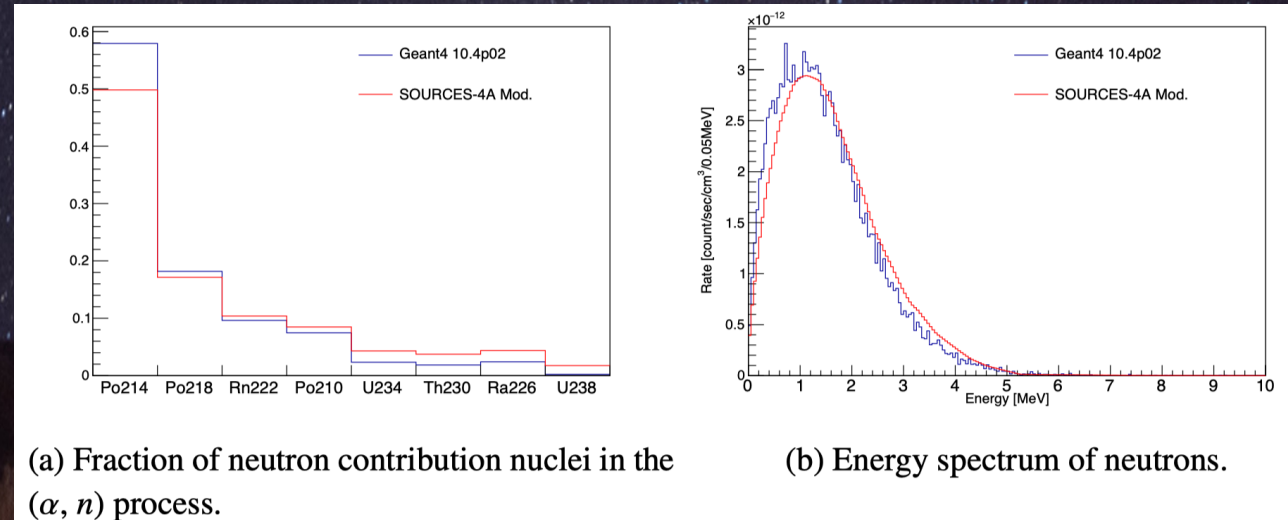 0.6
0.5
0.4
0.3
0.2
0.1
0
Geant4 10.4p02
SOURCES-4A Mod.
Po214 Po218 Rn222 Po210 U234 Th230 Ra226 U238
×10⁻¹²
3
2.5
2
1.5
1
0.5
0
Rate [count/sec/cm³/0.05MeV]
Geant4 10.4p02
SOURCES-4A Mod.
0 1 2 3 4 5 6 7 8 9 10
Energy [MeV]
(a) Fraction of neutron contribution nuclei in the
(α, n) process.
(b) Energy spectrum of neutrons.